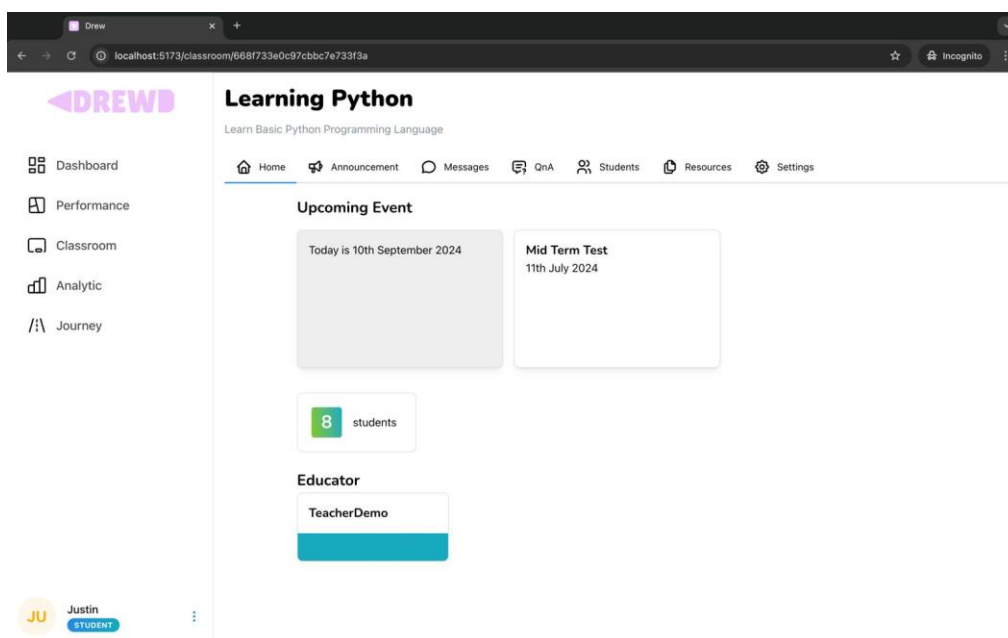 Drew
localhost:5173/classroom/668f733e0c97cbbc7e733f3a
Incognito
DREWD
Learning Python
Learn Basic Python Programming Language
Dashboard
Performance
Classroom
Analytic
Journey
Home Announcement Messages QnA Students Resources Settings
Upcoming Event
Today is 10th September 2024
Mid Term Test
11th July 2024
8 students
Educator
TeacherDemo
JU
Justin
STUDENT